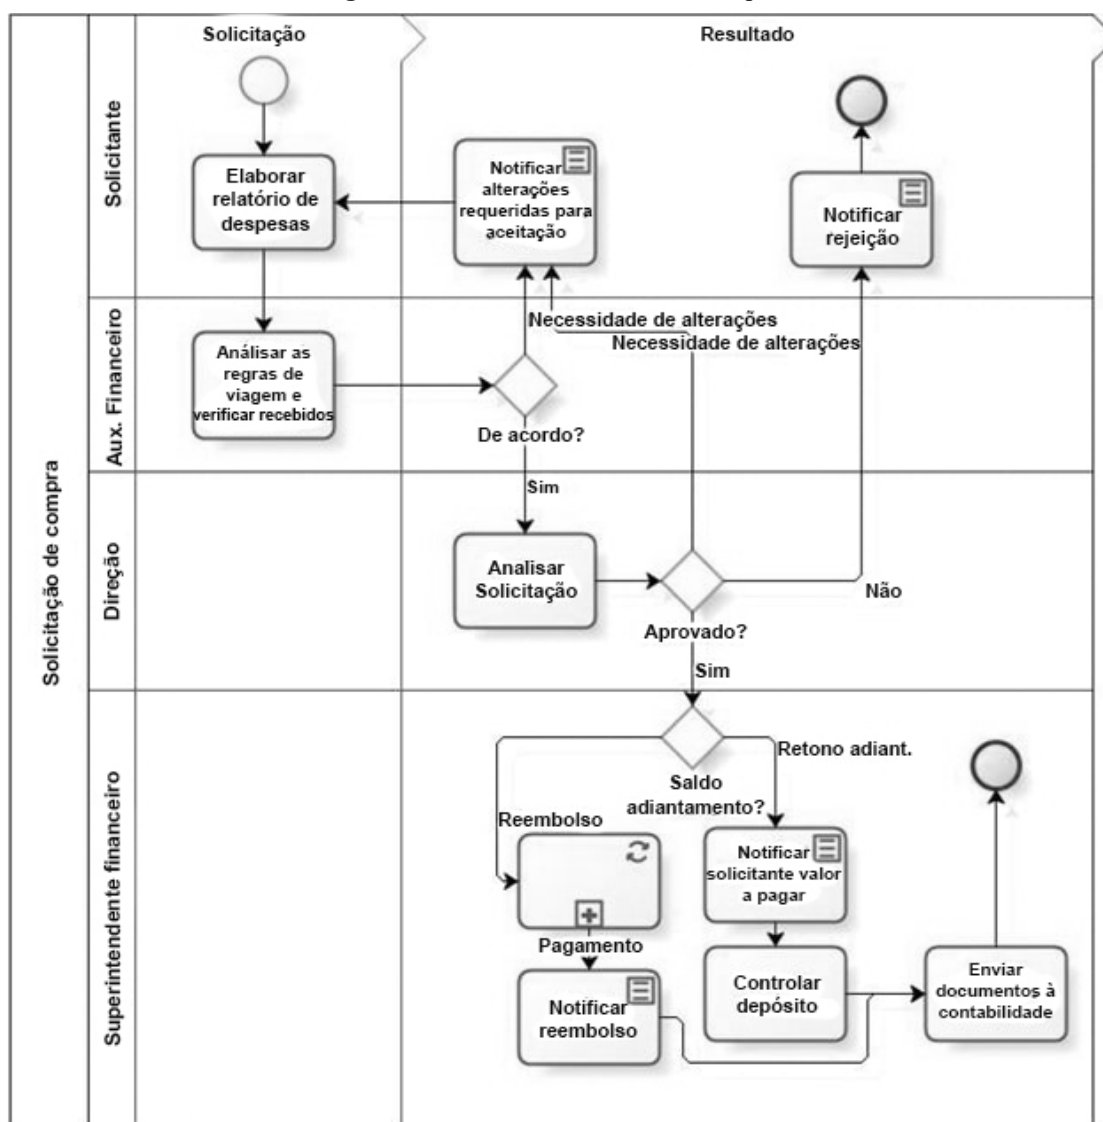 Solicitação
Resultado
Solicitação de compra
Solicitante
Elaborar
relatório de
despesas
Notificar
alterações
requeridas para
aceitação
Notificar
rejeição
Aux. Financeiro
Análisar as
regras de
viagem e
verificar recebidos
Necessidade de alterações
Necessidade de alterações
De acordo?
Sim
Direção
Analisar
Solicitação
Não
Aprovado?
Sim
Superintendente financeiro
Retono adiant.
Saldo
adiantamento?
Reembolso
Notificar
solicitante valor
a pagar
Pagamento
Notificar
reembolso
Controlar
depósito
Enviar
documentos à
contabilidade